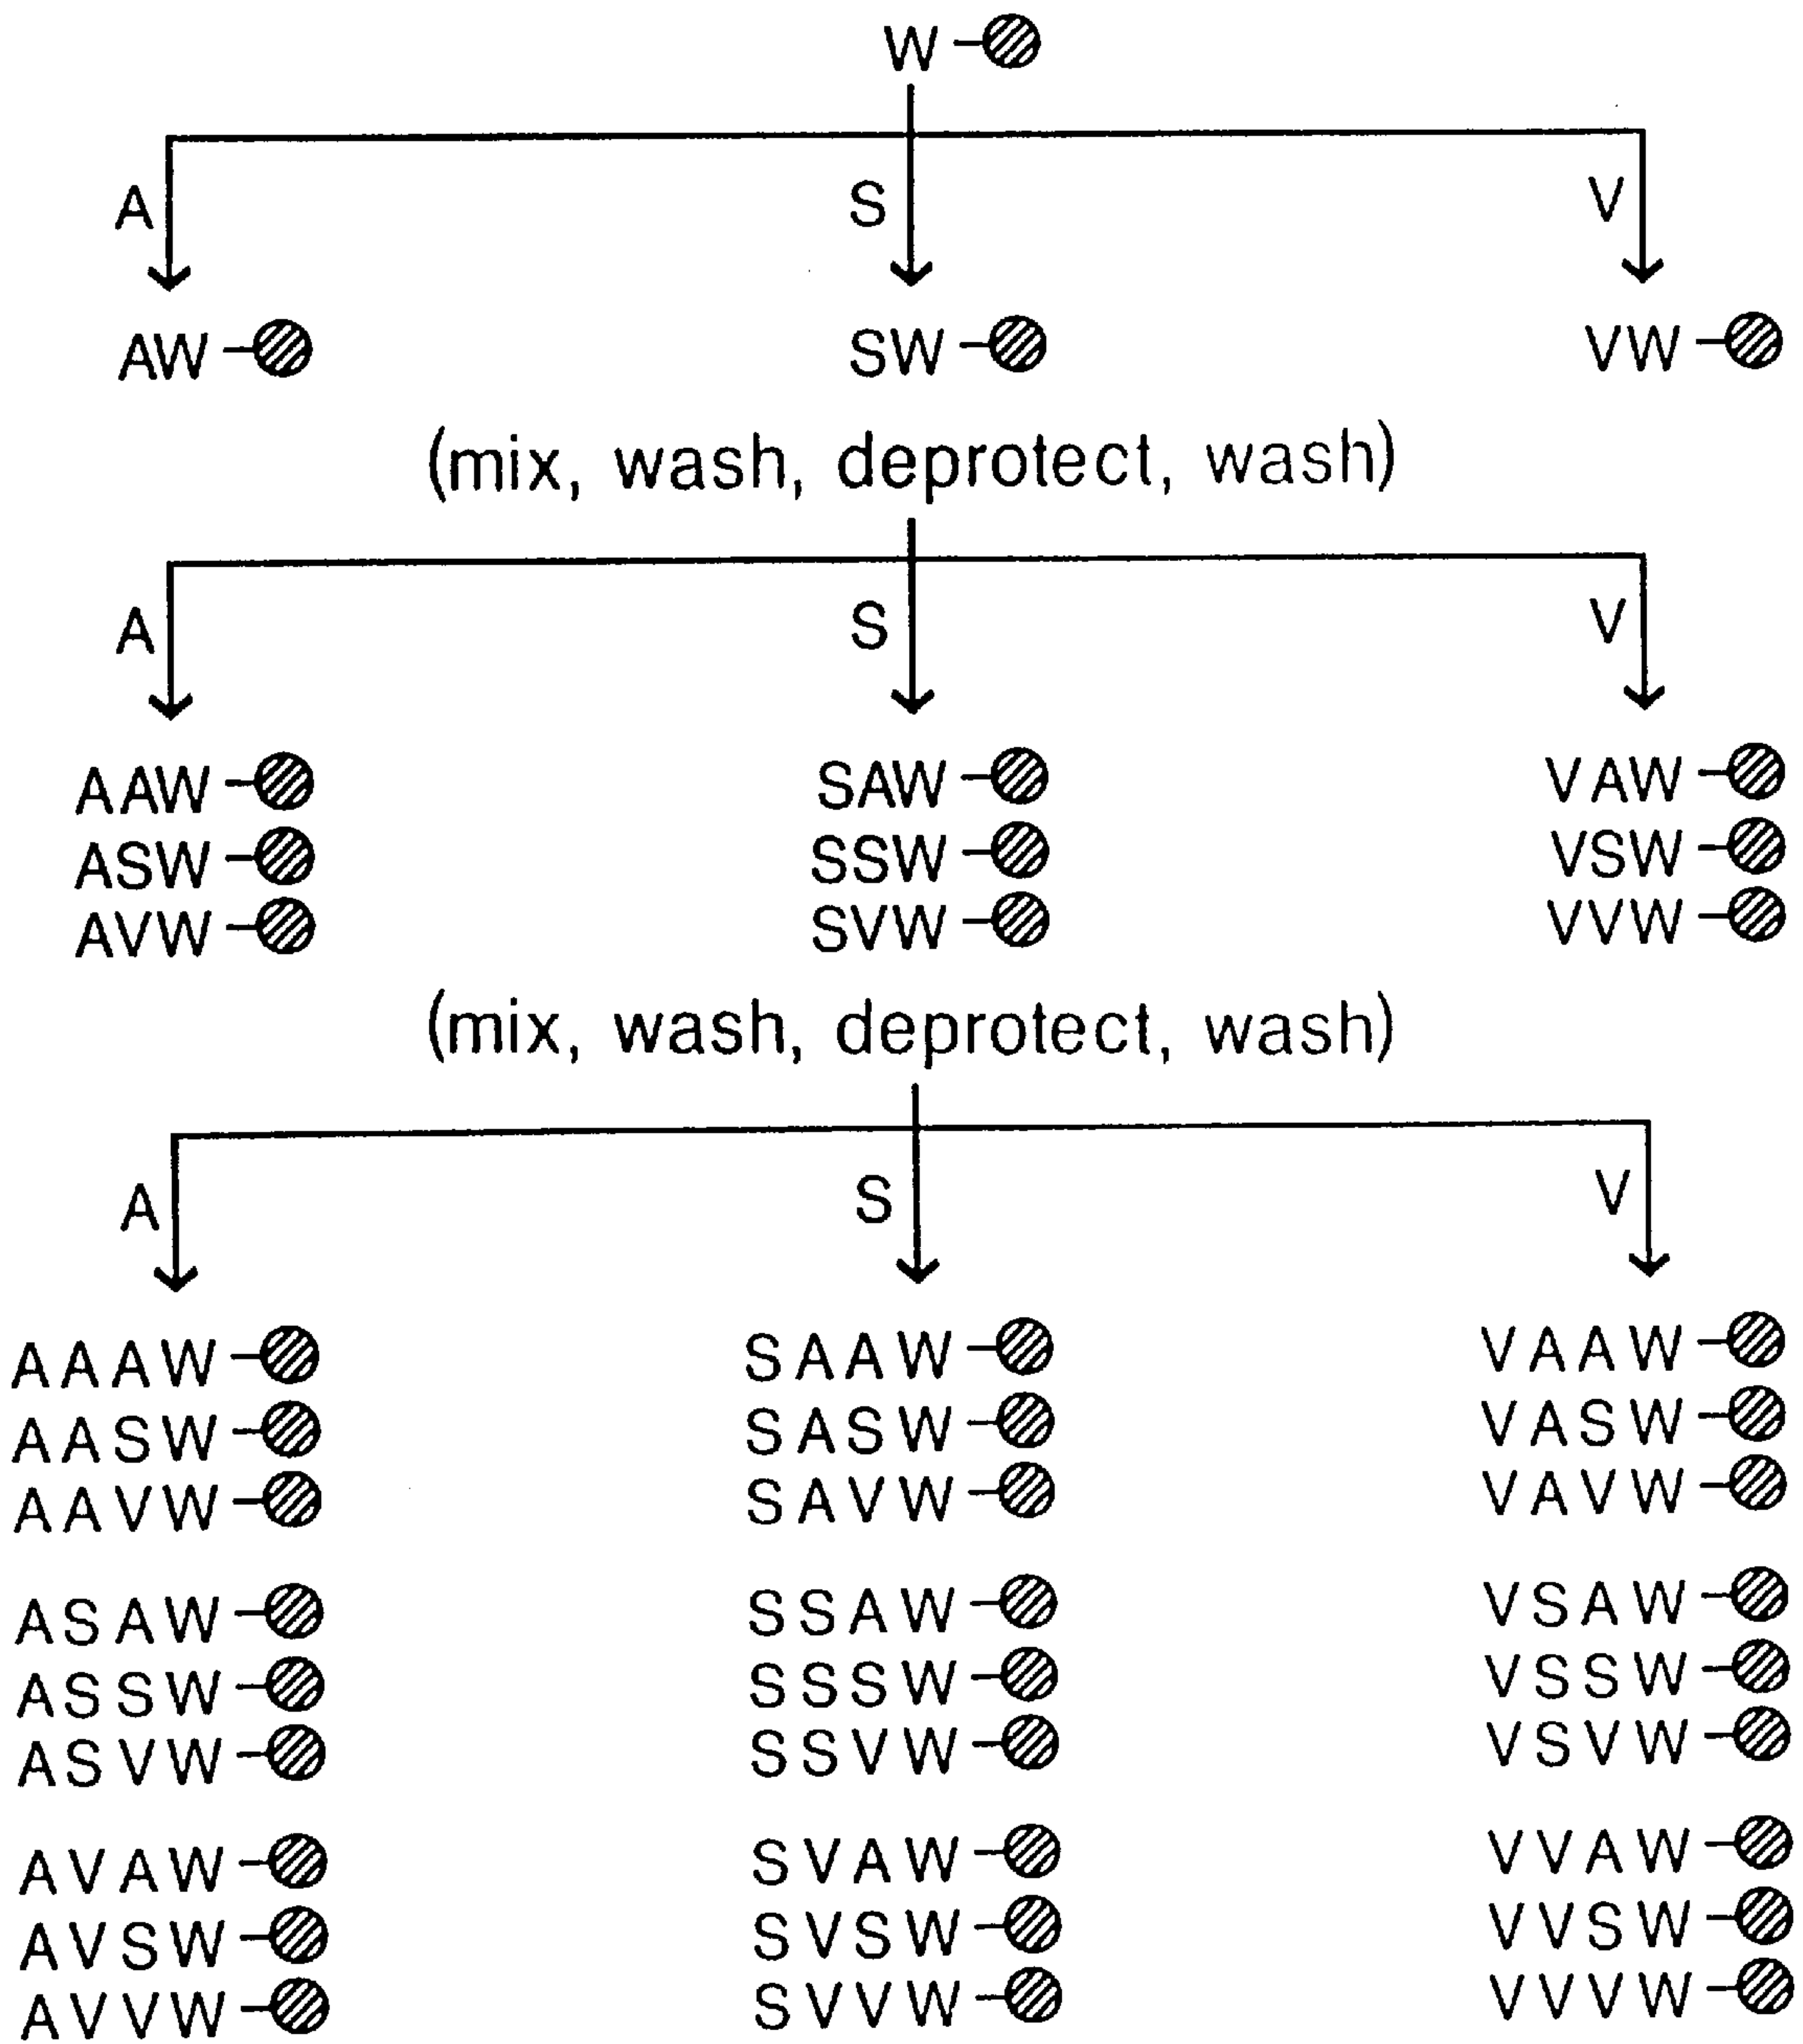 W
A S V
AW SW VW
(mix, wash, deprotect, wash)
A S V
AAW SAW VAW
ASW SSW VSW
AVW SVW VVW
(mix, wash, deprotect, wash)
A S V
AAAW SAAW VAAW
AASW SASW VASW
AAVW SAVW VAVW
ASAW SSAW VSAW
ASSW SSSW VSSW
ASVW SSVW VSVW
AVAW SVAW VVAW
AVSW SVSW VVSW
AVVW SVVW VVVW